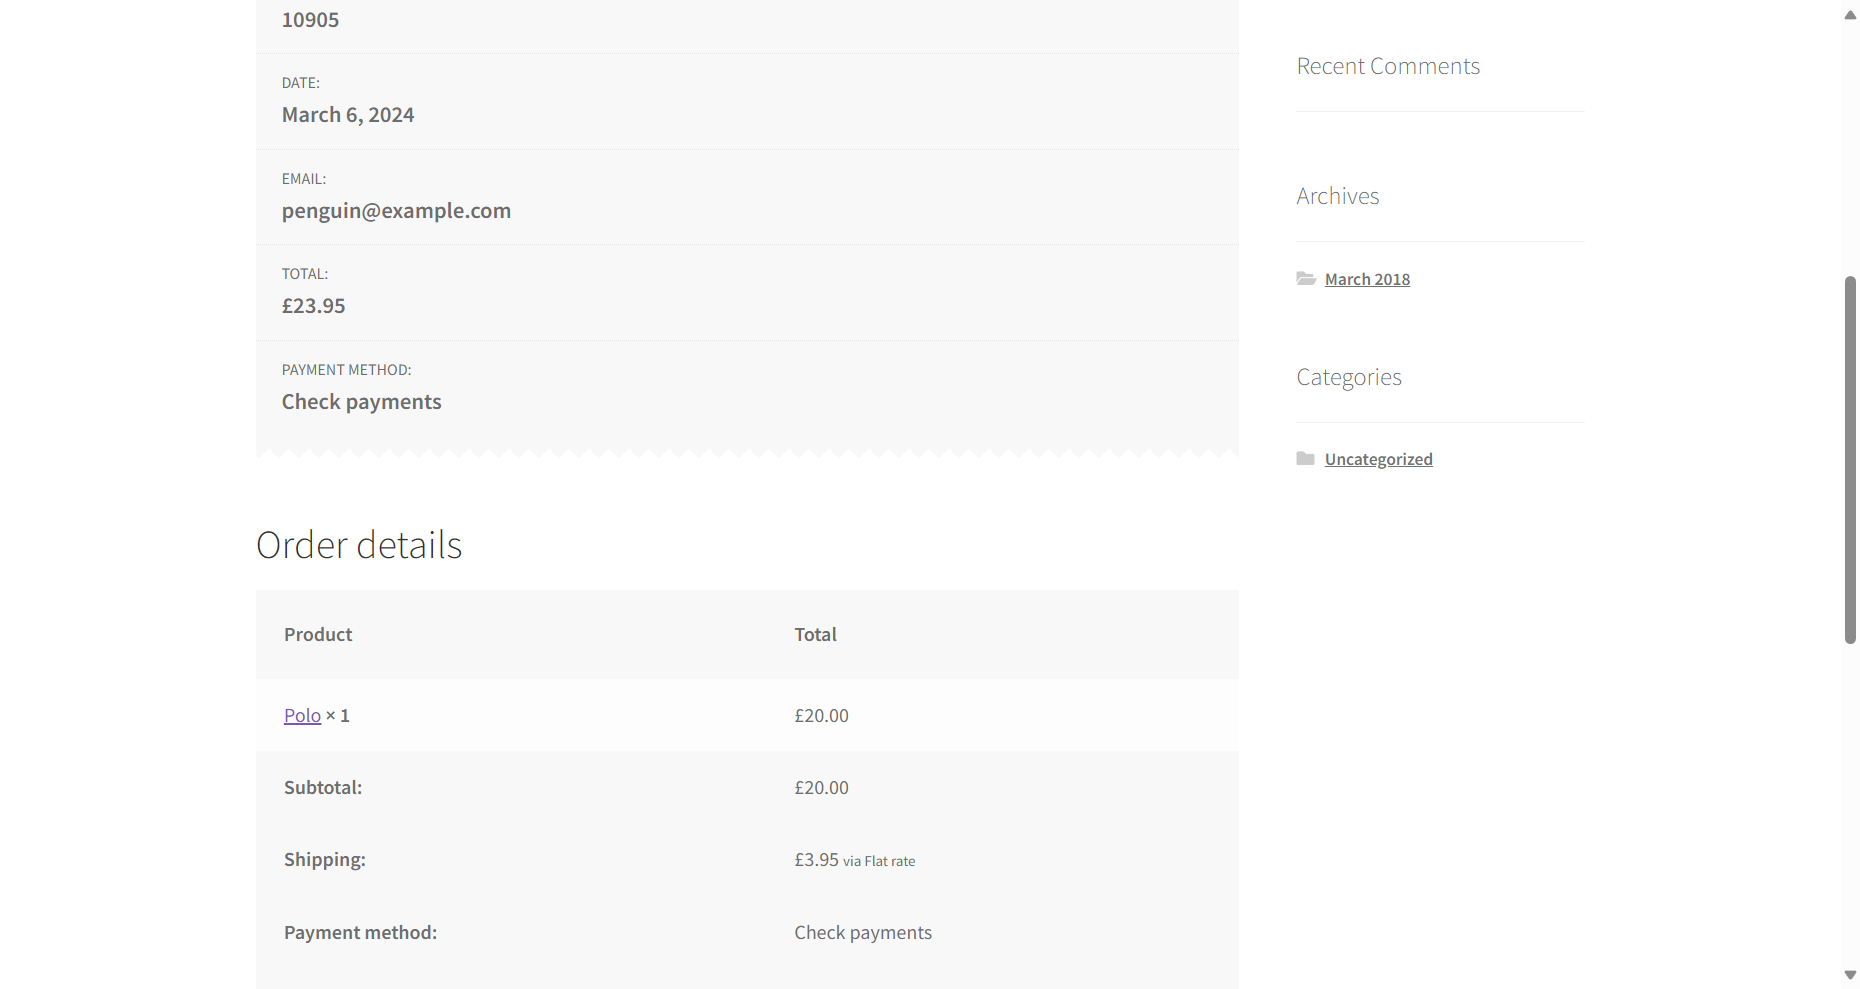 10905
DATE:
March 6, 2024
EMAIL:
penguin@example.com
TOTAL:
£23.95
PAYMENT METHOD:
Check payments
Order details
Product Total
Polo × 1 £20.00
Subtotal: £20.00
Shipping: £3.95 via Flat rate
Payment method: Check payments
Recent Comments
Archives
March 2018
Categories
Uncategorized